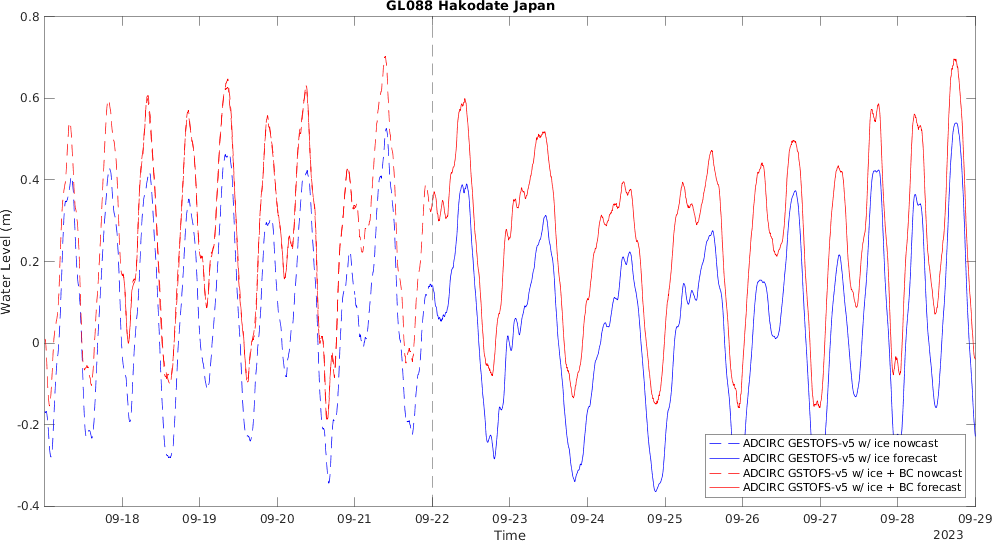 GL088 Hakodate Japan
0.8
0.6
0.4
0.2
0
-0.2
-0.4
Water Level (m)
ADCIRC GESTOFS-v5 w/ ice nowcast
ADCIRC GESTOFS-v5 w/ ice forecast
ADCIRC GSTOFS-v5 w/ ice + BC nowcast
ADCIRC GSTOFS-v5 w/ ice + BC forecast
09-18 09-19 09-20 09-21 09-22 09-23 09-24 09-25 09-26 09-27 09-28 09-29
Time
2023